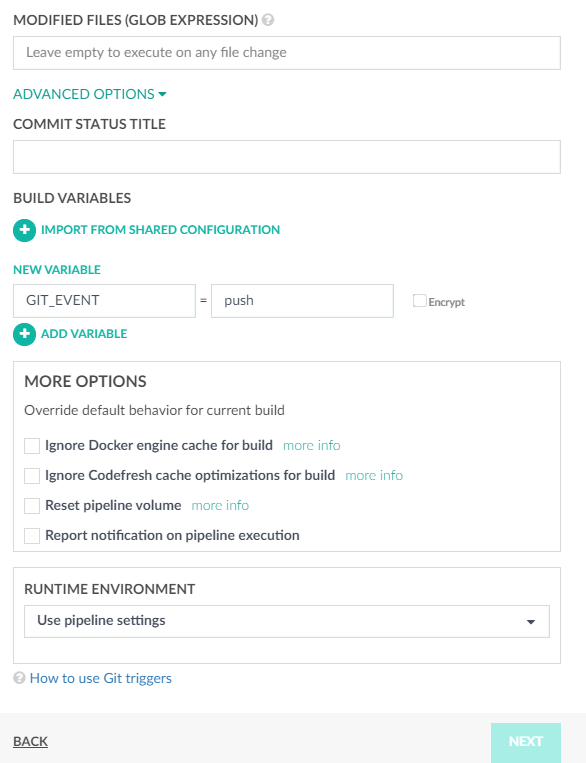 MODIFIED FILES (GLOB EXPRESSION) ?
Leave empty to execute on any file change
ADVANCED OPTIONS
COMMIT STATUS TITLE
BUILD VARIABLES
+ IMPORT FROM SHARED CONFIGURATION
NEW VARIABLE
GIT_EVENT = push Encrypt
+ ADD VARIABLE
MORE OPTIONS
Override default behavior for current build
Ignore Docker engine cache for build more info
Ignore Codefresh cache optimizations for build more info
Reset pipeline volume more info
Report notification on pipeline execution
RUNTIME ENVIRONMENT
Use pipeline settings
? How to use Git triggers
BACK NEXT